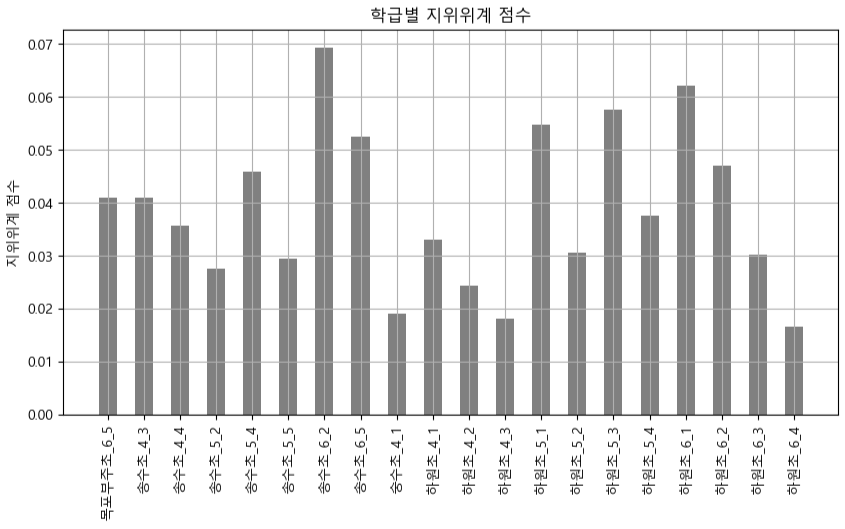 학급별 지위위계 점수
지위위계 점수
0.07
0.06
0.05
0.04
0.03
0.02
0.01
0.00
목포부주초_6_5
송수초_4_3
송수초_4_4
송수초_5_2
송수초_5_4
송수초_5_5
송수초_6_2
송수초_6_5
숭수초_4_1
하원초_4_1
하원초_4_2
하원초_4_3
하원초_5_1
하원초_5_2
하원초_5_3
하원초_5_4
하원초_6_1
하원초_6_2
하원초_6_3
하원초_6_4